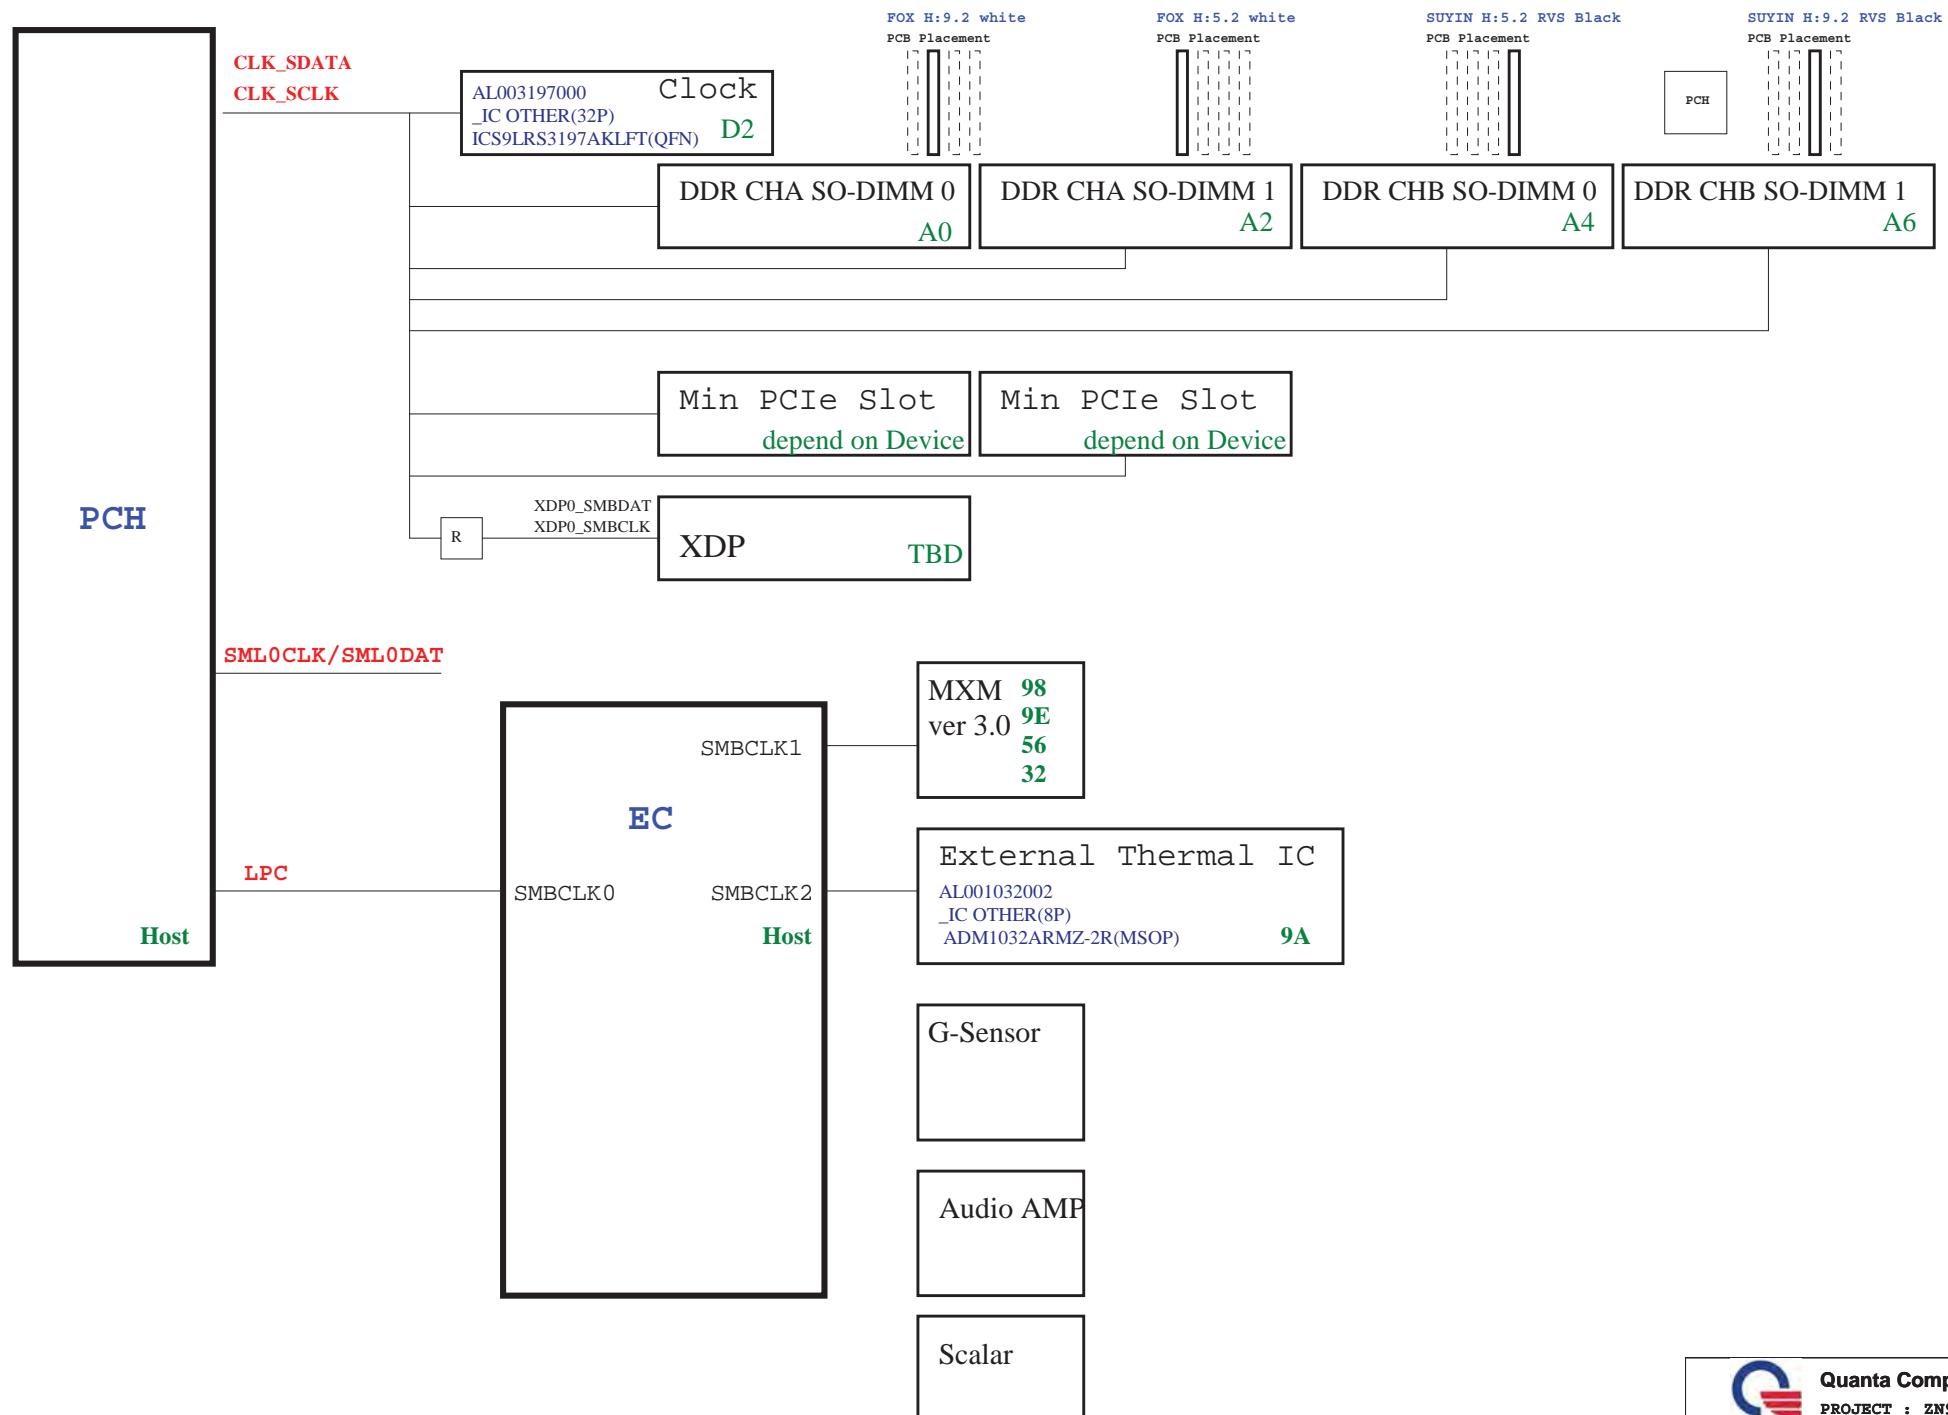 FOX H:9.2 white
PCB Placement
FOX H:5.2 white
PCB Placement
SUYIN H:5.2 RVS Black
PCB Placement
SUYIN H:9.2 RVS Black
PCB Placement
CLK_SDATA
CLK_SCLK
AL003197000
_IC OTHER(32P)
ICS9LRS3197AKLFT(QFN)
Clock
D2
PCH
DDR CHA SO-DIMM 0
A0
DDR CHA SO-DIMM 1
A2
DDR CHB SO-DIMM 0
A4
DDR CHB SO-DIMM 1
A6
Min PCIe Slot
depend on Device
Min PCIe Slot
depend on Device
PCH
R
XDP0_SMBDAT
XDP0_SMBCLK
XDP
TBD
SML0CLK/SML0DAT
MXM
ver 3.0
98
9E
56
32
SMBCLK1
EC
LPC
SMBCLK0
SMBCLK2
Host
Host
External Thermal IC
AL001032002
_IC OTHER(8P)
ADM1032ARMZ-2R(MSOP)
9A
G-Sensor
Audio AMP
Scalar
Quanta Comp
PROJECT : ZN